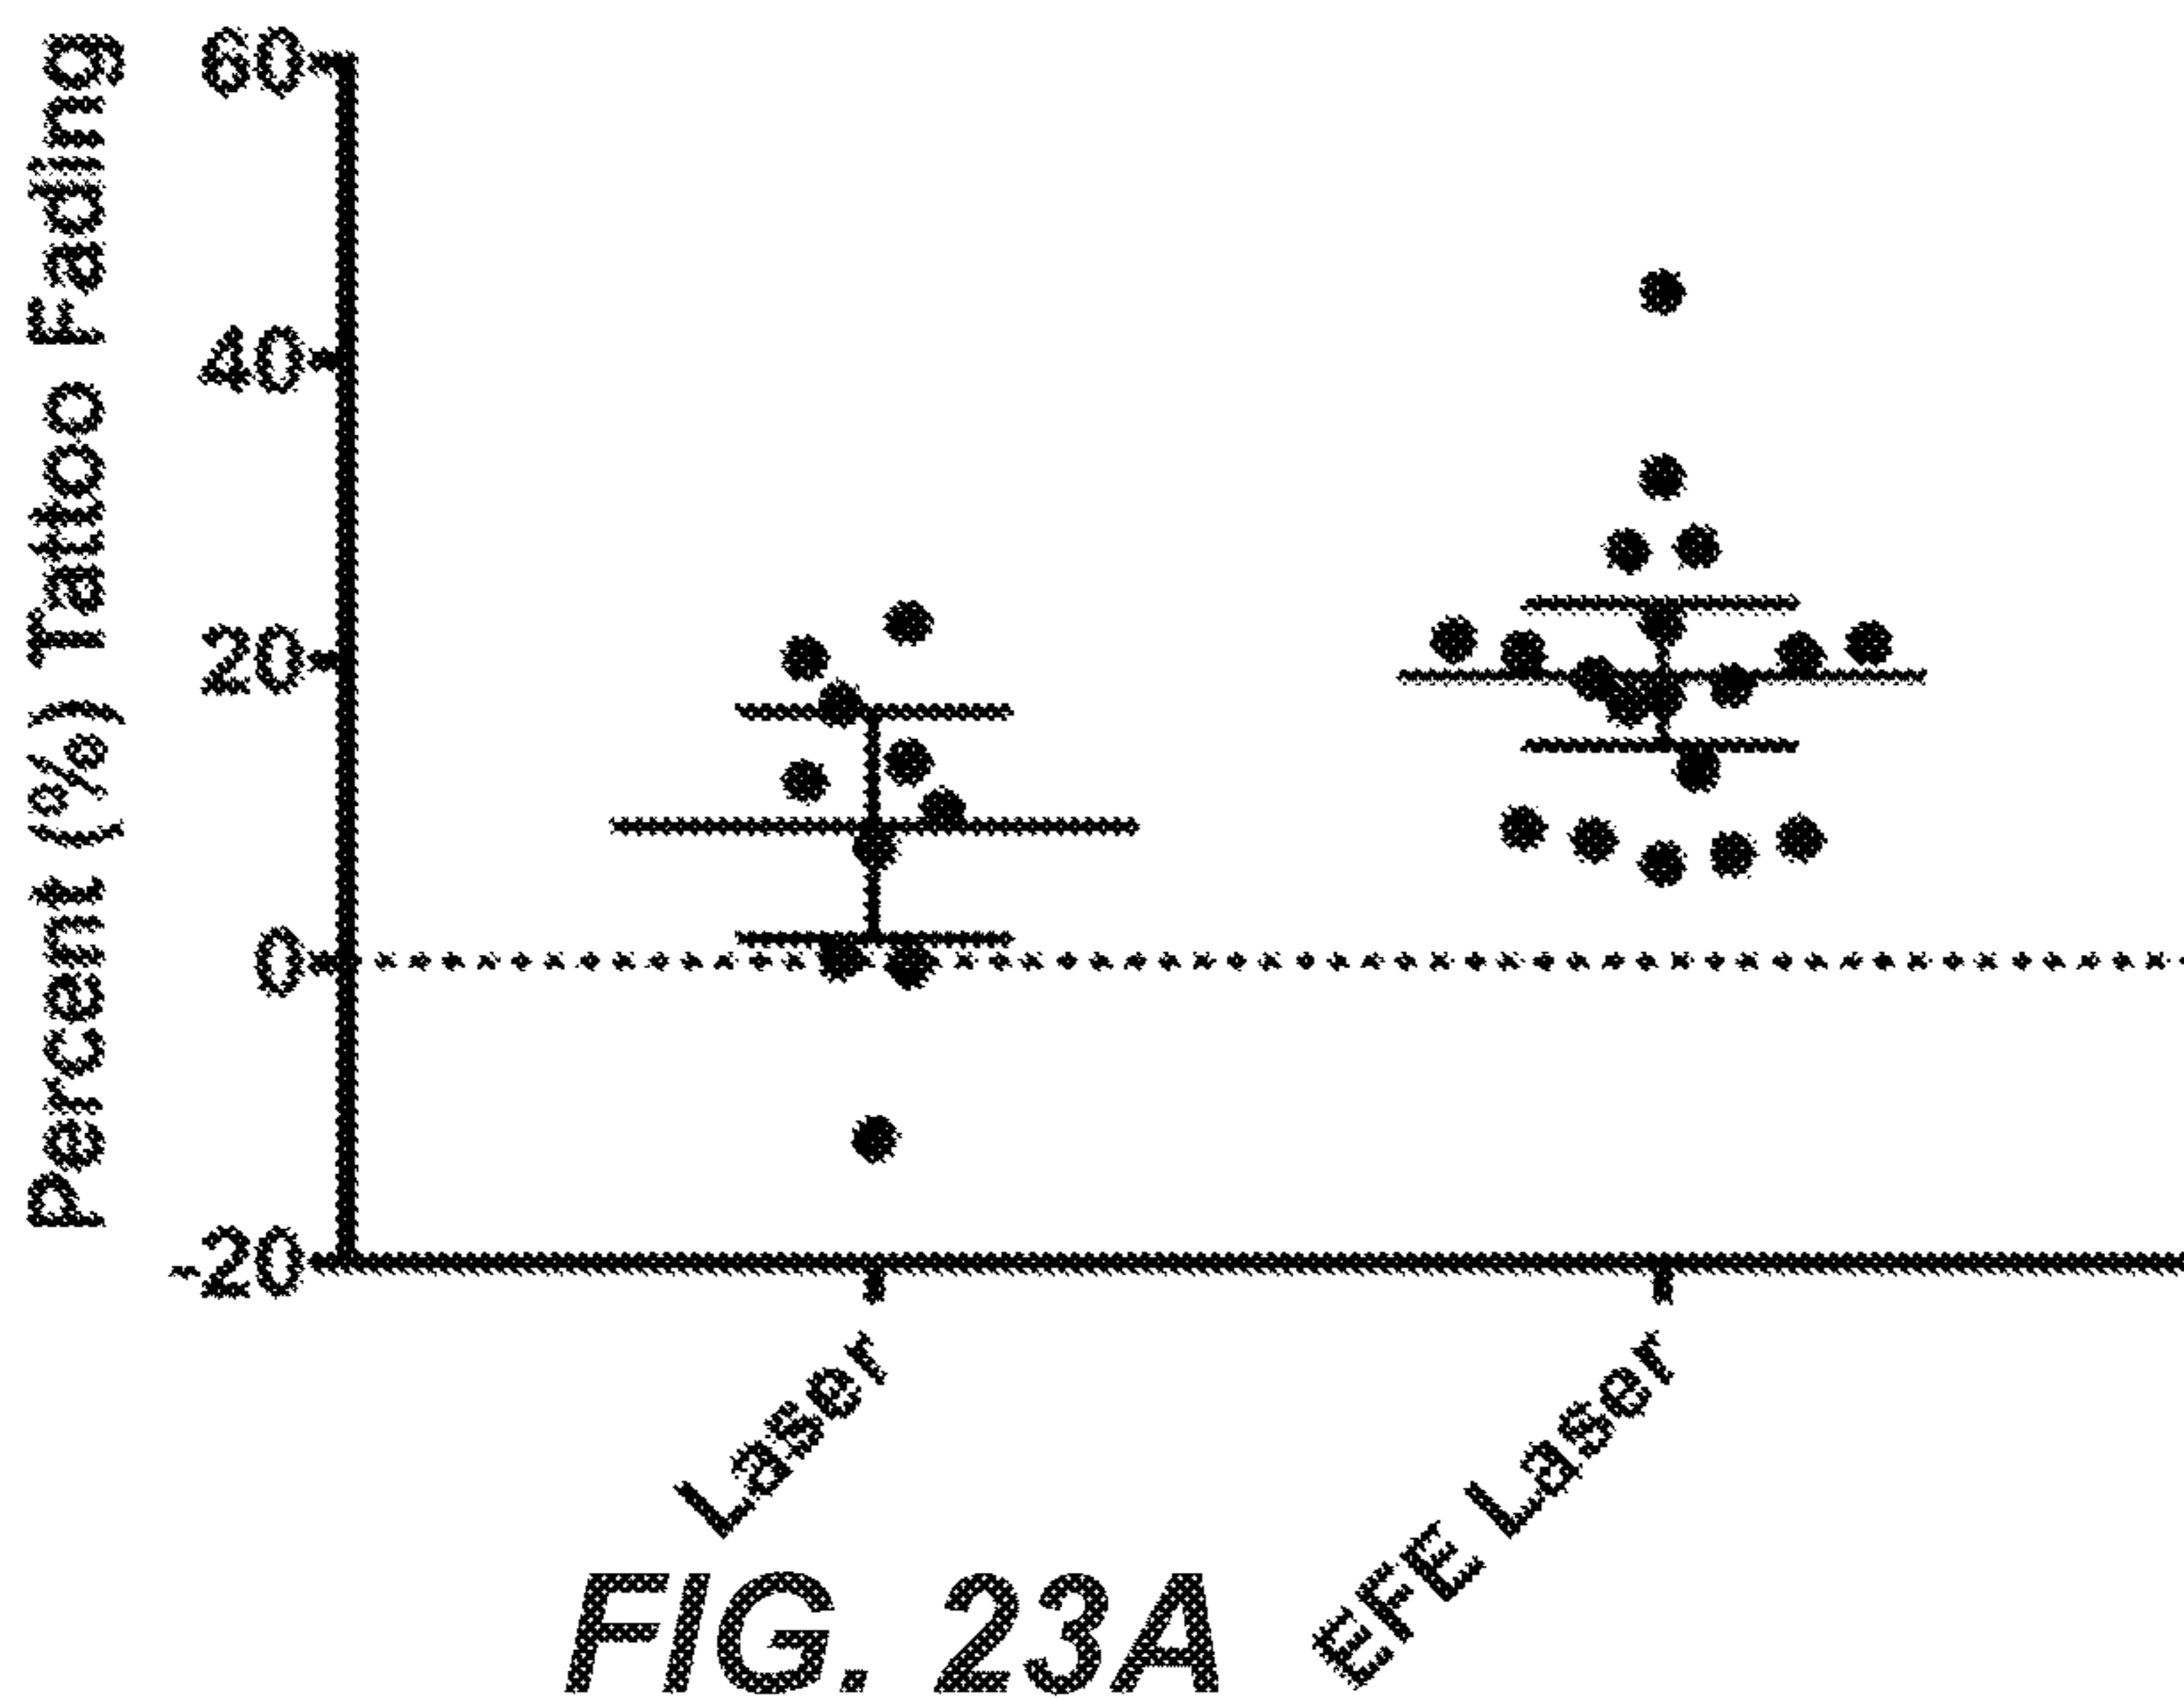 Percent (%) Tattoo Fading
60
40
20
0
-20
Laser
EFE Laser
FIG. 23A